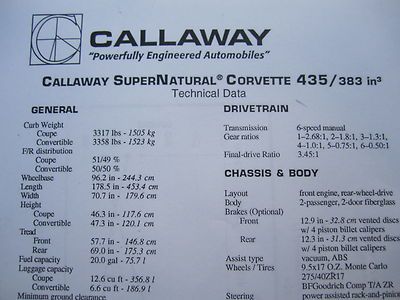 CALLAWAY
"Powerfully Engineered Automobiles"
CALLAWAY SUPERNATURAL® CORVETTE 435/383 in³
Technical Data
GENERAL
Curb Weight
Coupe 3317 lbs - 1505 kg
Convertible 3358 lbs - 1523 kg
F/R distribution
Coupe 51/49 %
Convertible 50/50 %
Wheelbase 96.2 in - 244.3 cm
Length 178.5 in - 453.4 cm
Width 70.7 in - 179.6 cm
Height
Coupe 46.3 in - 117.6 cm
Convertible 47.3 in - 120.1 cm
Tread
Front 57.7 in - 146.8 cm
Rear 69.0 in - 175.3 cm
Fuel capacity 20.0 gal - 75.7 l
Luggage capacity
Coupe 12.6 cu ft - 356.8 l
Convertible 6.6 cu ft - 186.9 l
Minimum ground clearance
DRIVETRAIN
Transmission 6-speed manual
Gear ratios 1–2.68:1, 2–1.8:1, 3–1.3:1,
4–1.0:1, 5–0.75:1, 6–0.50:1
Final-drive Ratio 3.45:1
CHASSIS & BODY
Layout front engine, rear-wheel-drive
Body 2-passenger, 2-door fiberglass
Brakes (Optional)
Front 12.9 in - 32.8 cm vented discs
w/ 4 piston billet calipers
Rear 12.3 in - 31.3 cm vented discs
w/ 4 piston billet calipers
Assist type vacuum, ABS
Wheels / Tires 9.5x17 O.Z. Monte Carlo
275/40ZR17
BFGoodrich Comp T/A ZR
Steering power assisted rack-and-pinion